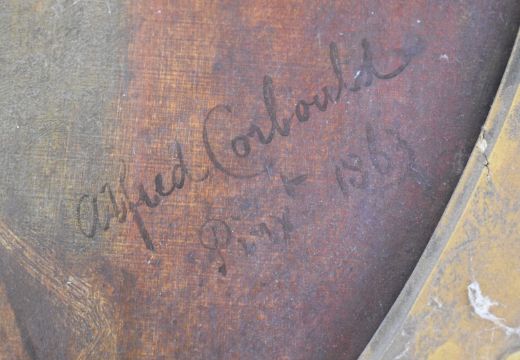 Alfred Corbould
Pinxt 1863